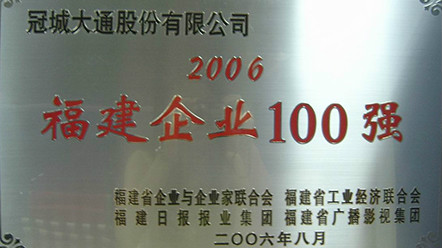 冠城大通股份有限公司
2006
福建企业100强
福建省企业与企业家联合会 福建省工业经济联合会
福建日报报业集团 福建省广播影视集团
二〇〇六年八月